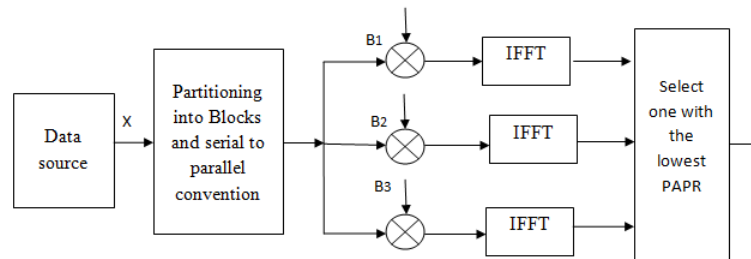 Data
source
X
Partitioning
into Blocks
and serial to
parallel
convention
B1
IFFT
B2
IFFT
B3
IFFT
Select
one with
the
lowest
PAPR